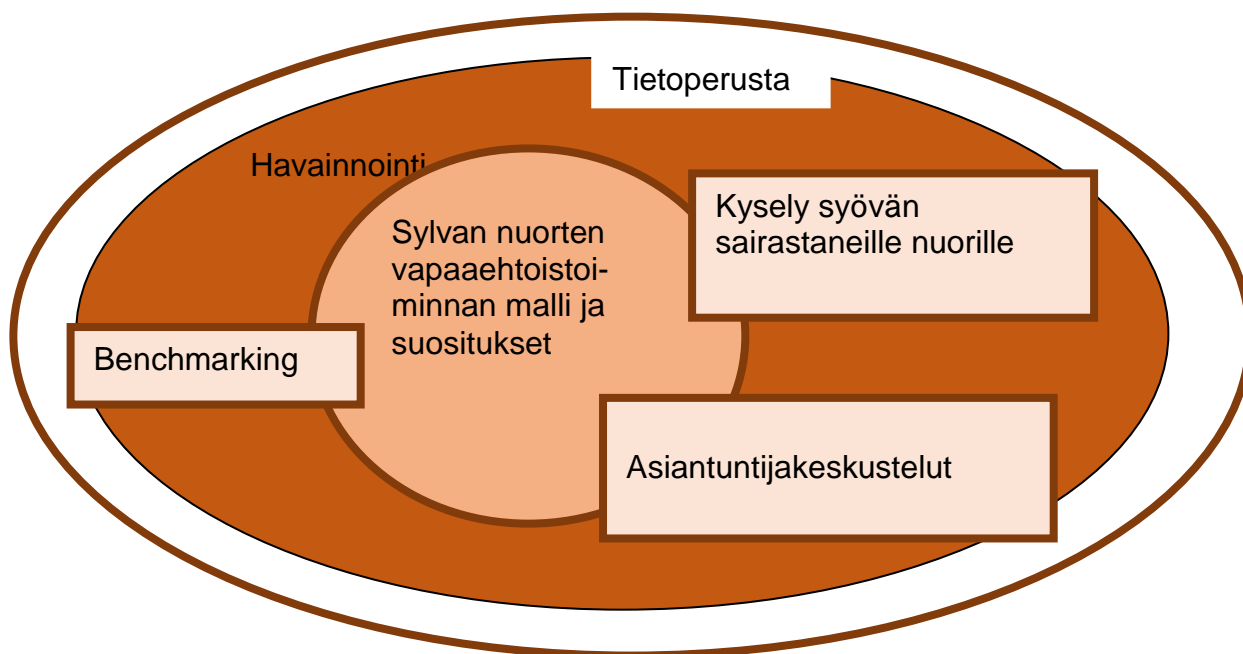 Tietoperusta
Havainnointi
Kysely syövän
sairastaneille nuorille
Sylvan nuorten
vapaaehtoistoi-
minnan malli ja
suositukset
Benchmarking
Asiantuntijakeskustelut